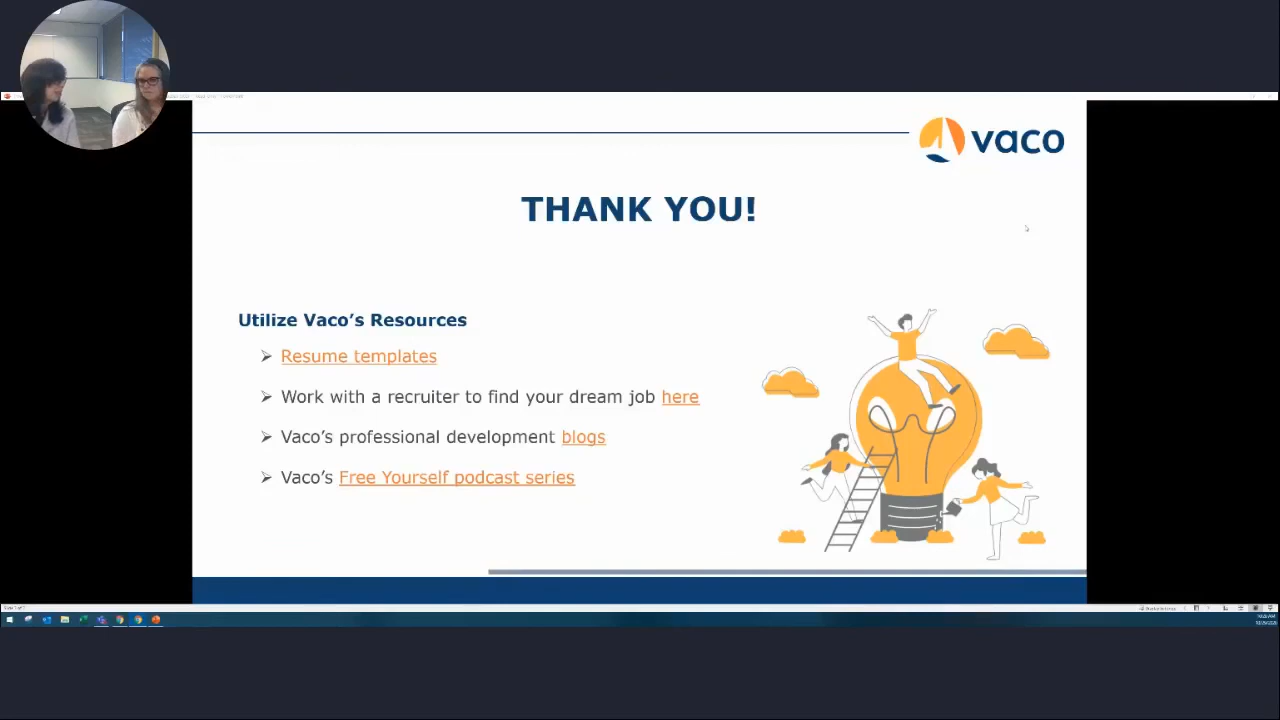 vaco
THANK YOU!
Utilize Vaco's Resources
Resume templates
Work with a recruiter to find your dream job here
Vaco's professional development blogs
Vaco's Free Yourself podcast series